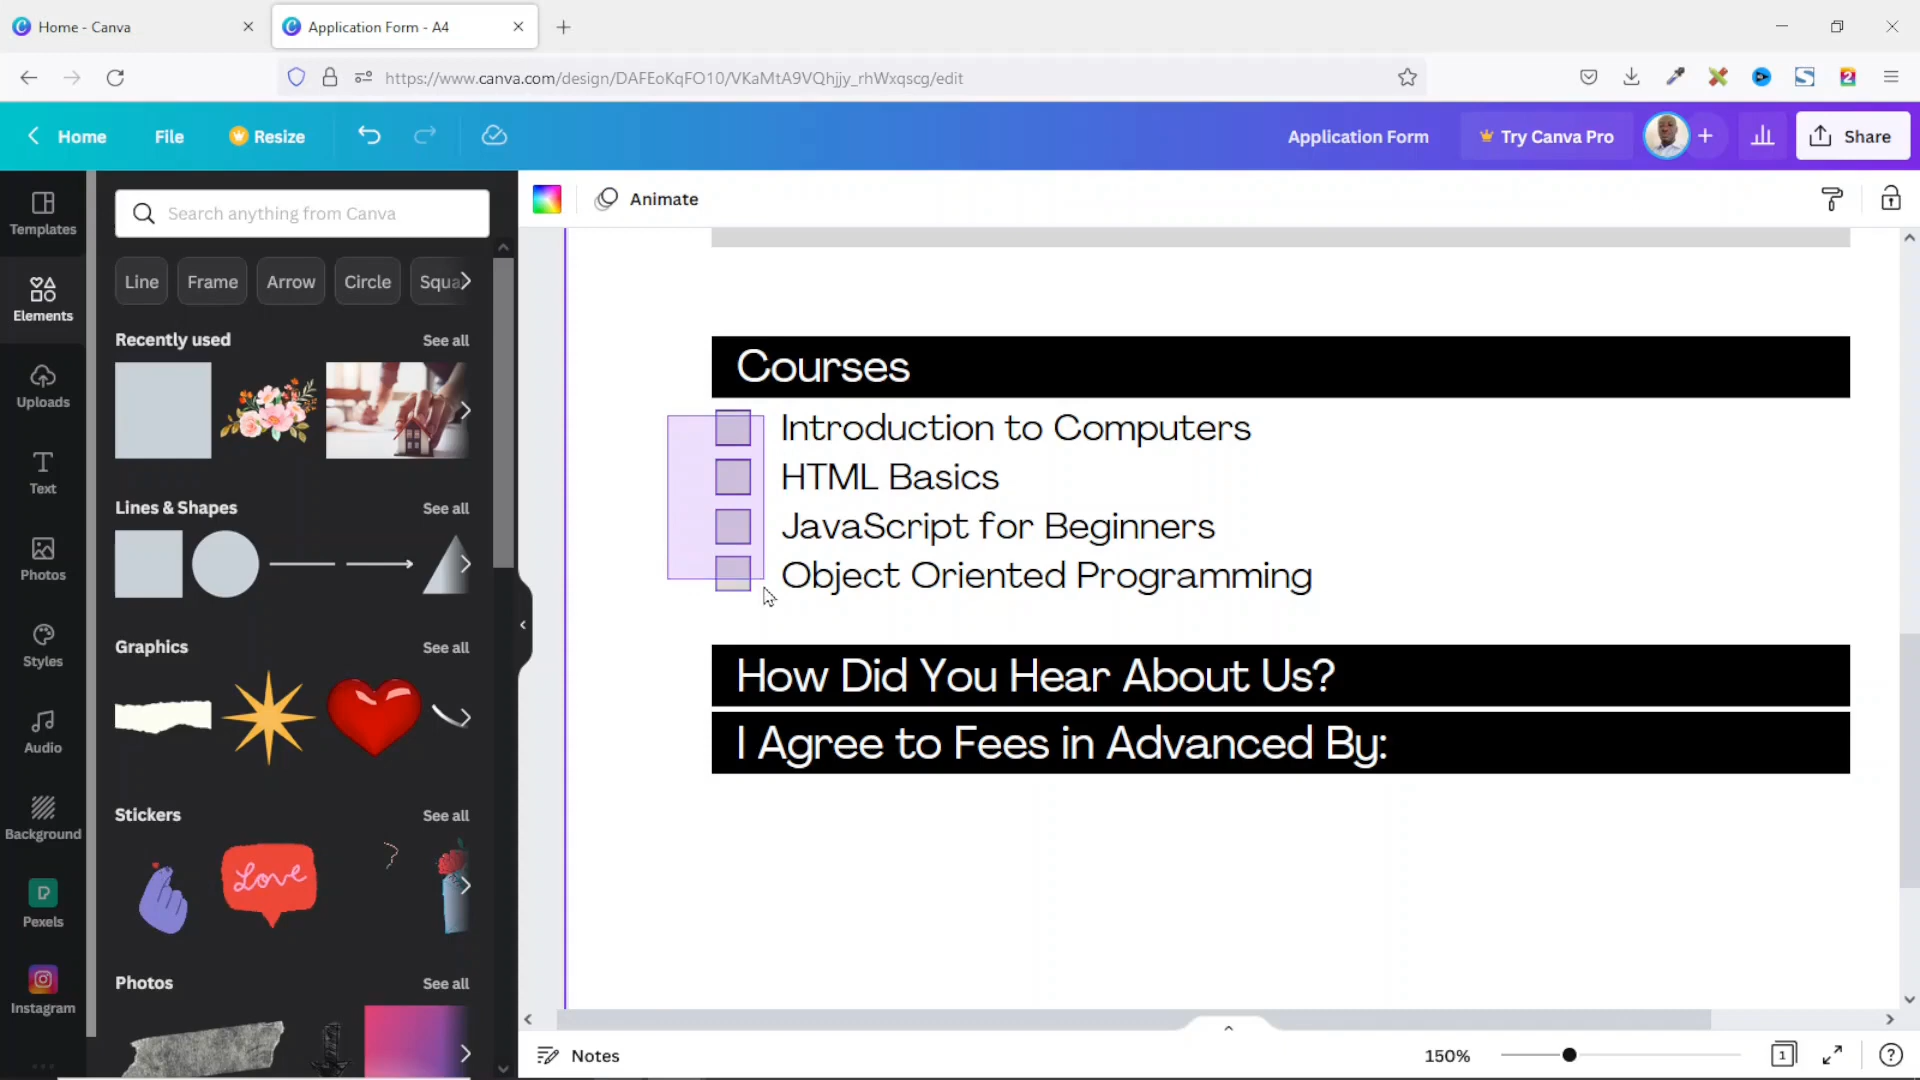 Home - Canva
Application Form - A4
https://www.canva.com/design/DAFEoKqFO10/VKaMtA9VQhjjy_rhWxqscg/edit
2
Home
File
Resize
Application Form
Try Canva Pro
Share
Templates
Elements
Uploads
Text
Photos
Styles
Audio
Background
Pexels
Instagram
Search anything from Canva
Line
Frame
Arrow
Circle
Squa
Recently used
See all
Lines & Shapes
See all
Graphics
See all
Stickers
See all
Love
Photos
See all
Animate
Courses
Introduction to Computers
HTML Basics
JavaScript for Beginners
Object Oriented Programming
How Did You Hear About Us?
I Agree to Fees in Advanced By:
Notes
150%
1